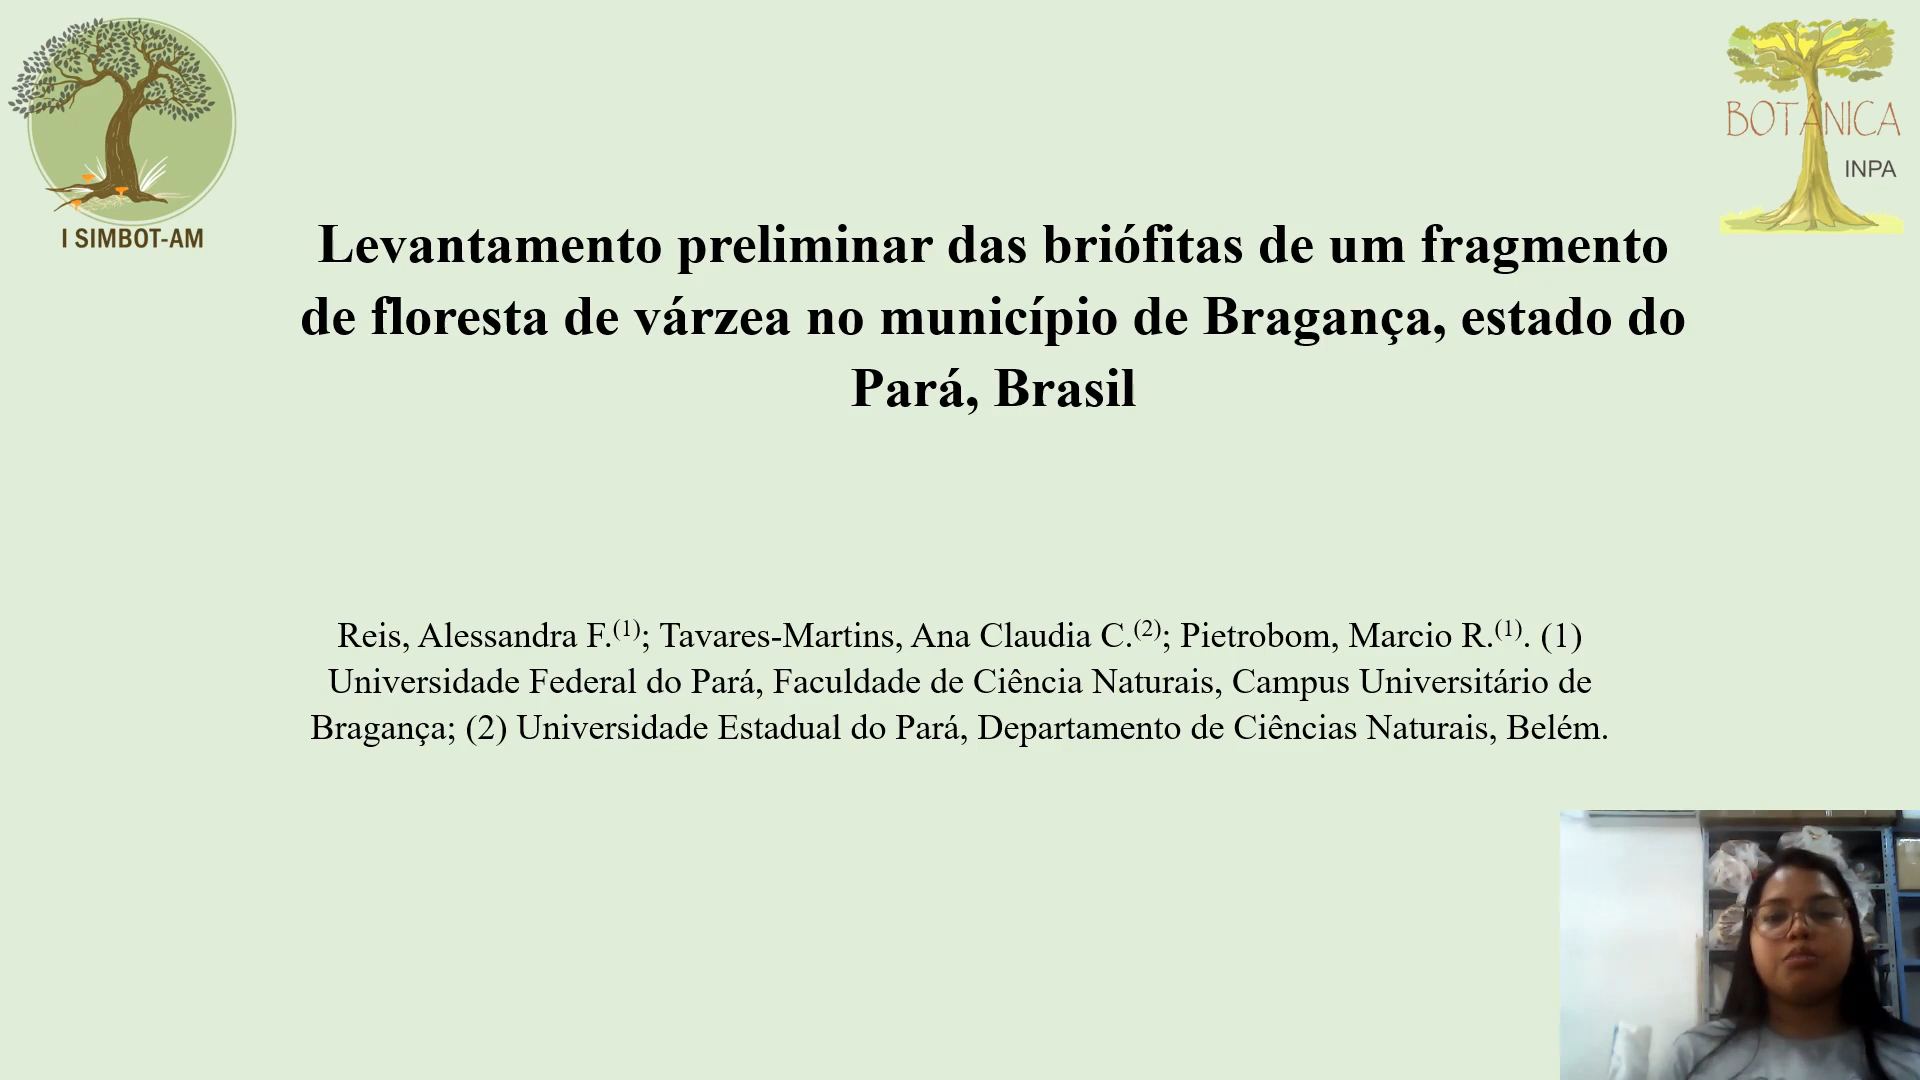 I SIMBOT-AM
BOTÂNICA
INPA
Levantamento preliminar das briófitas de um fragmento
de floresta de várzea no município de Bragança, estado do
Pará, Brasil
Reis, Alessandra F.(1); Tavares-Martins, Ana Claudia C.(2); Pietrobom, Marcio R.(1). (1)
Universidade Federal do Pará, Faculdade de Ciência Naturais, Campus Universitário de
Bragança; (2) Universidade Estadual do Pará, Departamento de Ciências Naturais, Belém.